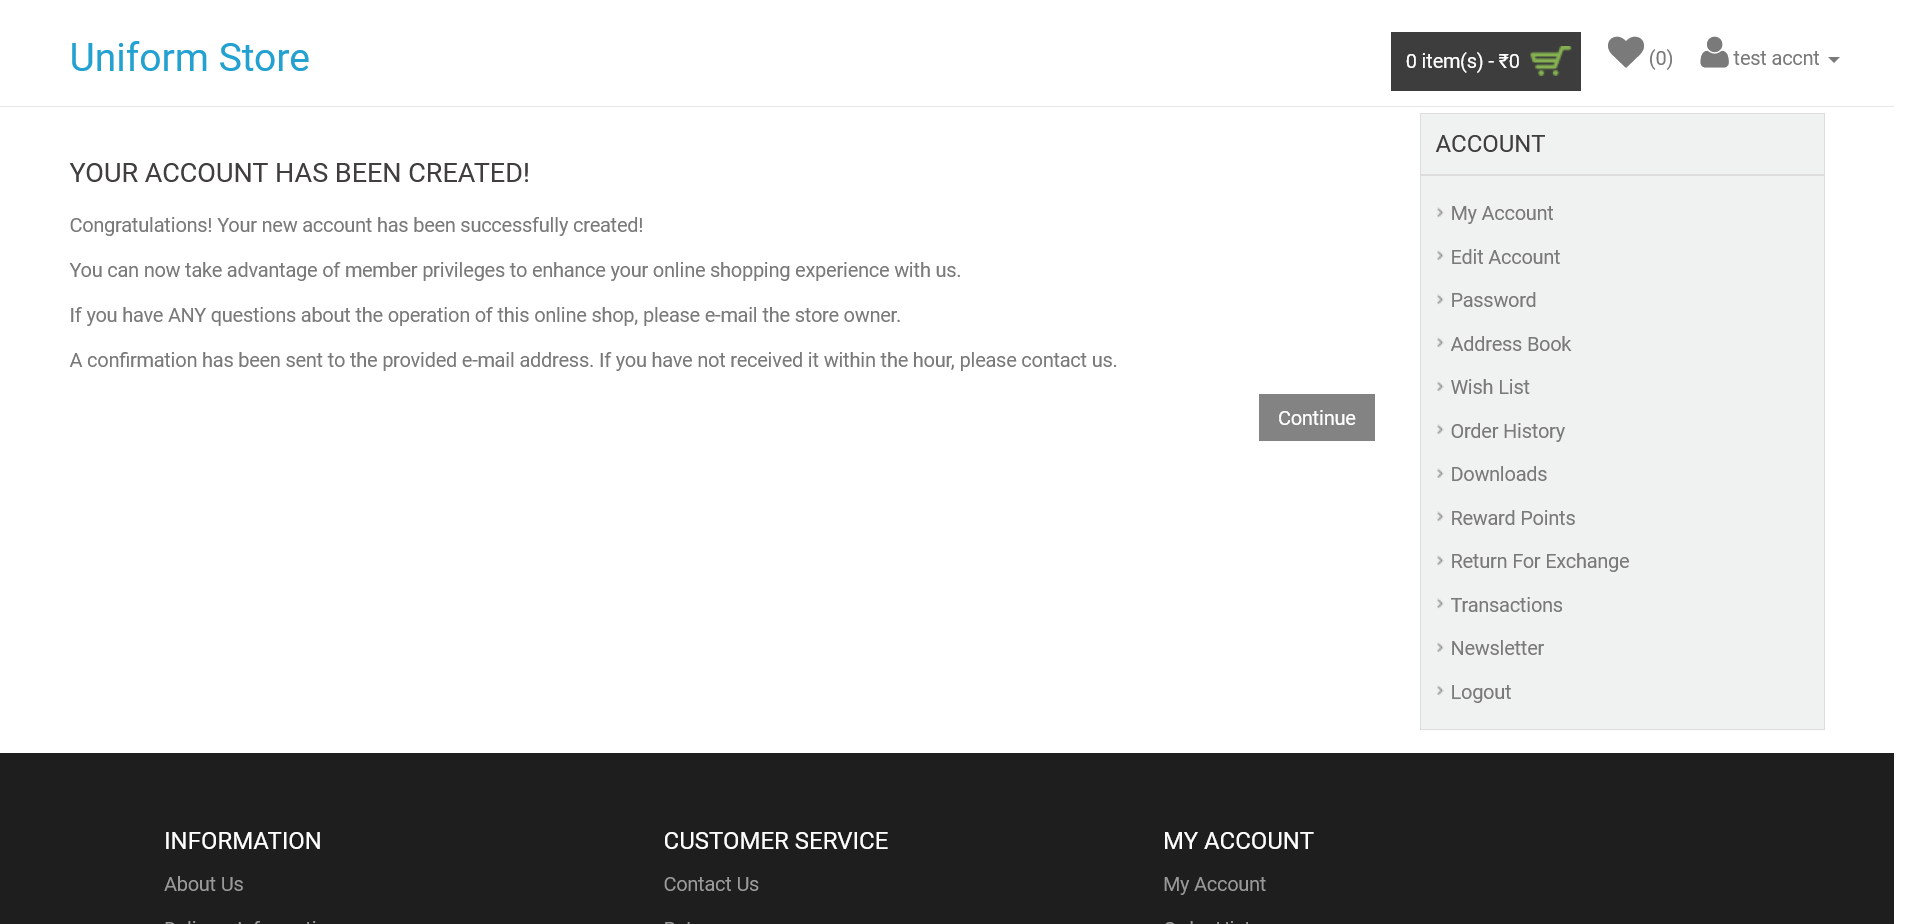 Uniform Store
0 item(s) - ₹0
(0)
test accnt
YOUR ACCOUNT HAS BEEN CREATED!
Congratulations! Your new account has been successfully created!
You can now take advantage of member privileges to enhance your online shopping experience with us.
If you have ANY questions about the operation of this online shop, please e-mail the store owner.
A confirmation has been sent to the provided e-mail address. If you have not received it within the hour, please contact us.
Continue
ACCOUNT
My Account
Edit Account
Password
Address Book
Wish List
Order History
Downloads
Reward Points
Return For Exchange
Transactions
Newsletter
Logout
INFORMATION
About Us
CUSTOMER SERVICE
Contact Us
MY ACCOUNT
My Account